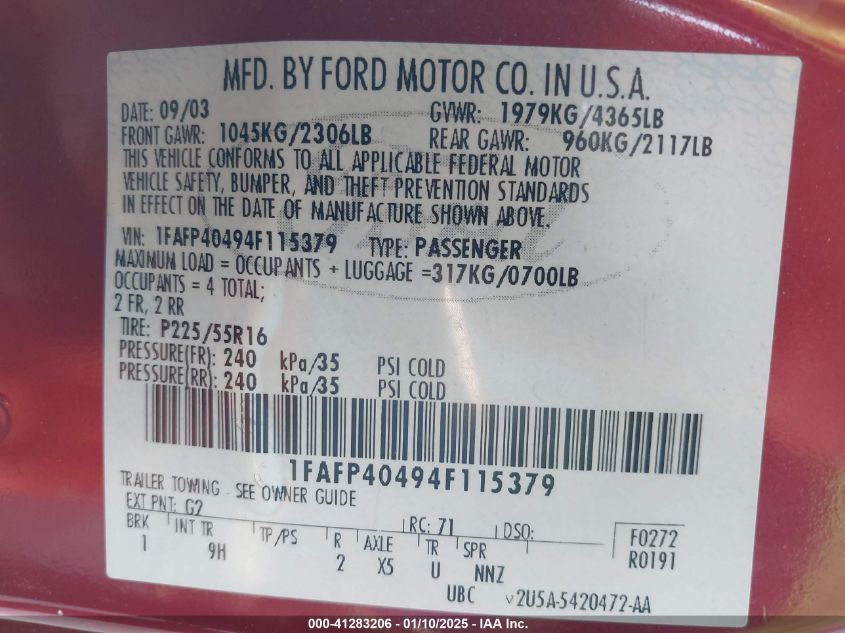 MFD. BY FORD MOTOR CO. IN U.S.A.
DATE: 09/03 GVWR: 1979KG/4365LB
FRONT GAWR: 1045KG/2306LB REAR GAWR: 960KG/2117LB
THIS VEHICLE CONFORMS TO ALL APPLICABLE FEDERAL MOTOR
VEHICLE SAFETY, BUMPER, AND THEFT PREVENTION STANDARDS
IN EFFECT ON THE DATE OF MANUFACTURE SHOWN ABOVE.
VIN: 1FAFP40494F115379 TYPE: PASSENGER
MAXIMUM LOAD = OCCUPANTS + LUGGAGE =317KG/0700LB
OCCUPANTS = 4 TOTAL;
2 FR, 2 RR
TIRE: P225/55R16
PRESSURE(FR): 240 kPa/35 PSI COLD
PRESSURE(RR): 240 kPa/35 PSI COLD
1FAFP40494F115379
TRAILER TOWING - SEE OWNER GUIDE
EXT PNT: G2 RC: 71 DSO: F0272
BRK INT TR TP/PS R AXLE TR SPR R0191
1 9H 2 X5 U NNZ
UBC v2U5A-5420472-AA
000-41283206 - 01/10/2025 - IAA Inc.